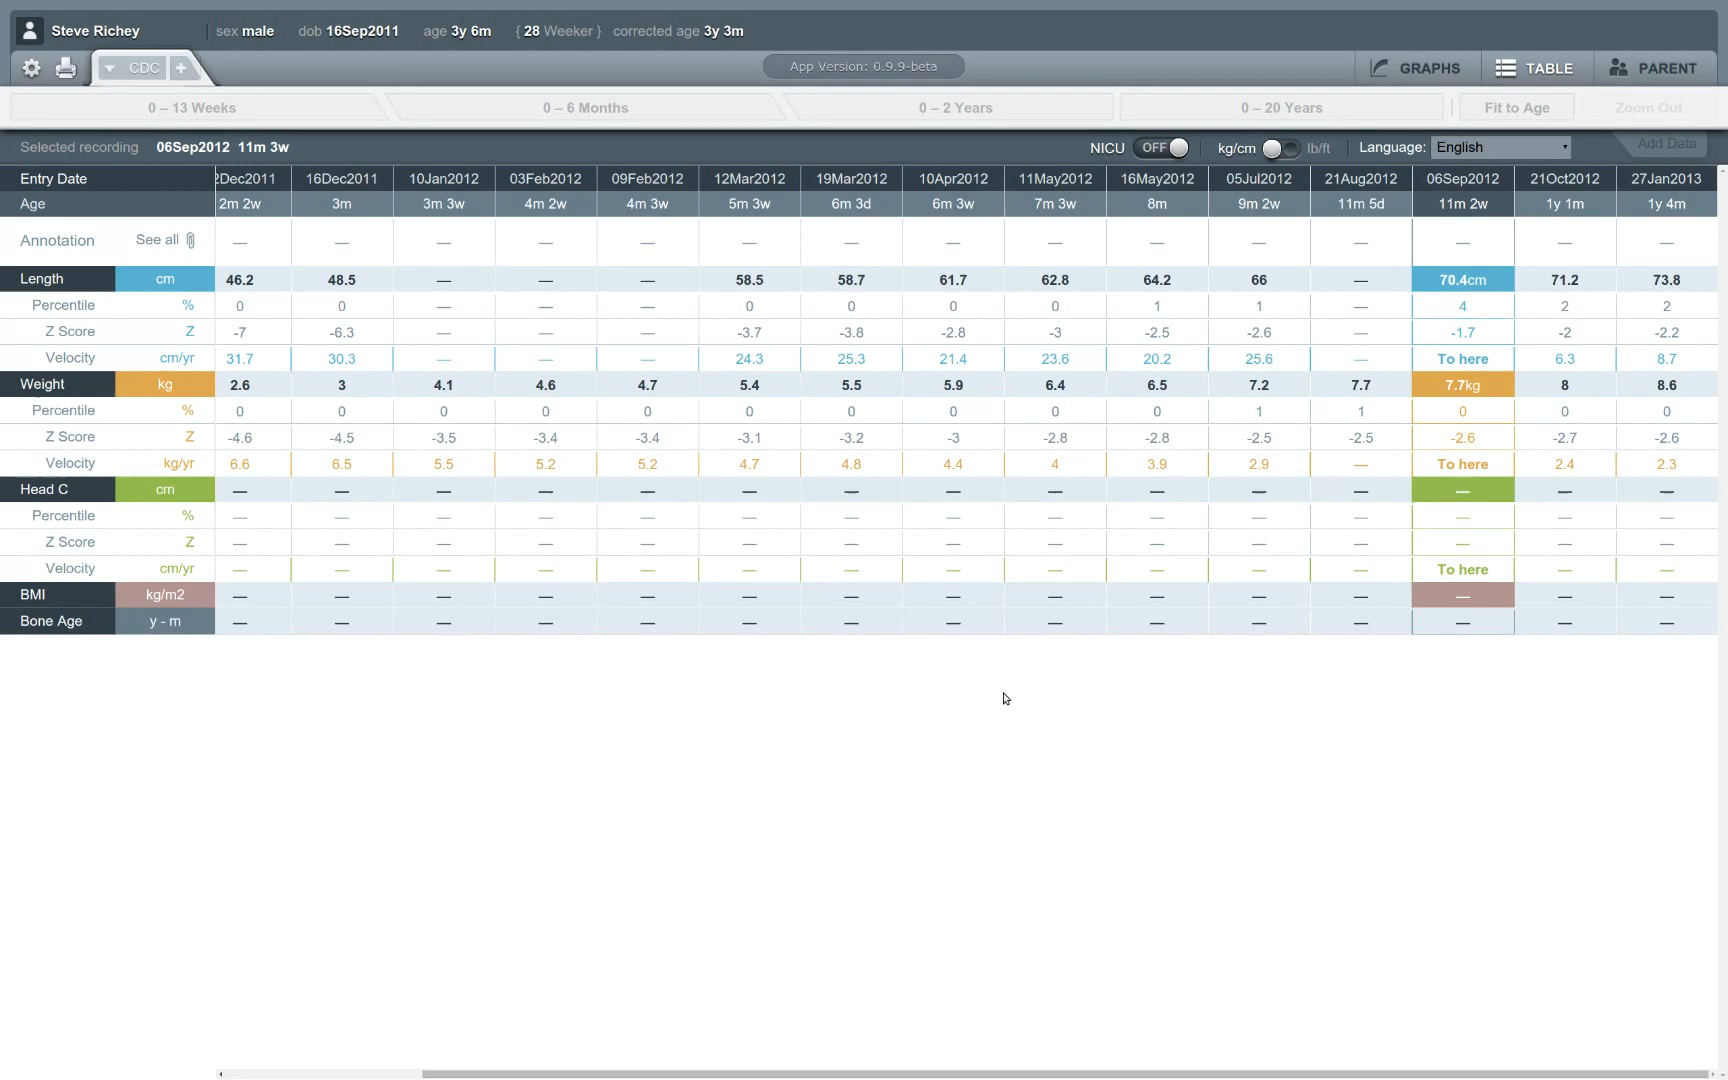 Steve Richey sex male dob 16Sep2011 age 3y 6m { 28 Weeker } corrected age 3y 3m
CDC + App Version: 0.9.9-beta GRAPHS TABLE PARENT
0 – 13 Weeks 0 – 6 Months 0 – 2 Years 0 – 20 Years Fit to Age Zoom Out
Selected recording 06Sep2012 11m 3w NICU OFF kg/cm lb/ft Language: English Add Data
Entry Date 2Dec2011 16Dec2011 10Jan2012 03Feb2012 09Feb2012 12Mar2012 19Mar2012 10Apr2012 11May2012 16May2012 05Jul2012 21Aug2012 06Sep2012 21Oct2012 27Jan2013
Age 2m 2w 3m 3m 3w 4m 2w 4m 3w 5m 3w 6m 3d 6m 3w 7m 3w 8m 9m 2w 11m 5d 11m 2w 1y 1m 1y 4m
Annotation See all — — — — — — — — — — — — — — —
Length cm 46.2 48.5 — — — 58.5 58.7 61.7 62.8 64.2 66 — 70.4cm 71.2 73.8
Percentile % 0 0 — — — 0 0 0 0 1 1 — 4 2 2
Z Score Z -7 -6.3 — — — -3.7 -3.8 -2.8 -3 -2.5 -2.6 — -1.7 -2 -2.2
Velocity cm/yr 31.7 30.3 — — — 24.3 25.3 21.4 23.6 20.2 25.6 — To here 6.3 8.7
Weight kg 2.6 3 4.1 4.6 4.7 5.4 5.5 5.9 6.4 6.5 7.2 7.7 7.7kg 8 8.6
Percentile % 0 0 0 0 0 0 0 0 0 0 1 1 0 0 0
Z Score Z -4.6 -4.5 -3.5 -3.4 -3.4 -3.1 -3.2 -3 -2.8 -2.8 -2.5 -2.5 -2.6 -2.7 -2.6
Velocity kg/yr 6.6 6.5 5.5 5.2 5.2 4.7 4.8 4.4 4 3.9 2.9 — To here 2.4 2.3
Head C cm — — — — — — — — — — — — — — —
Percentile % — — — — — — — — — — — — — — —
Z Score Z — — — — — — — — — — — — — — —
Velocity cm/yr — — — — — — — — — — — — To here — —
BMI kg/m2 — — — — — — — — — — — — — — —
Bone Age y - m — — — — — — — — — — — — — — —